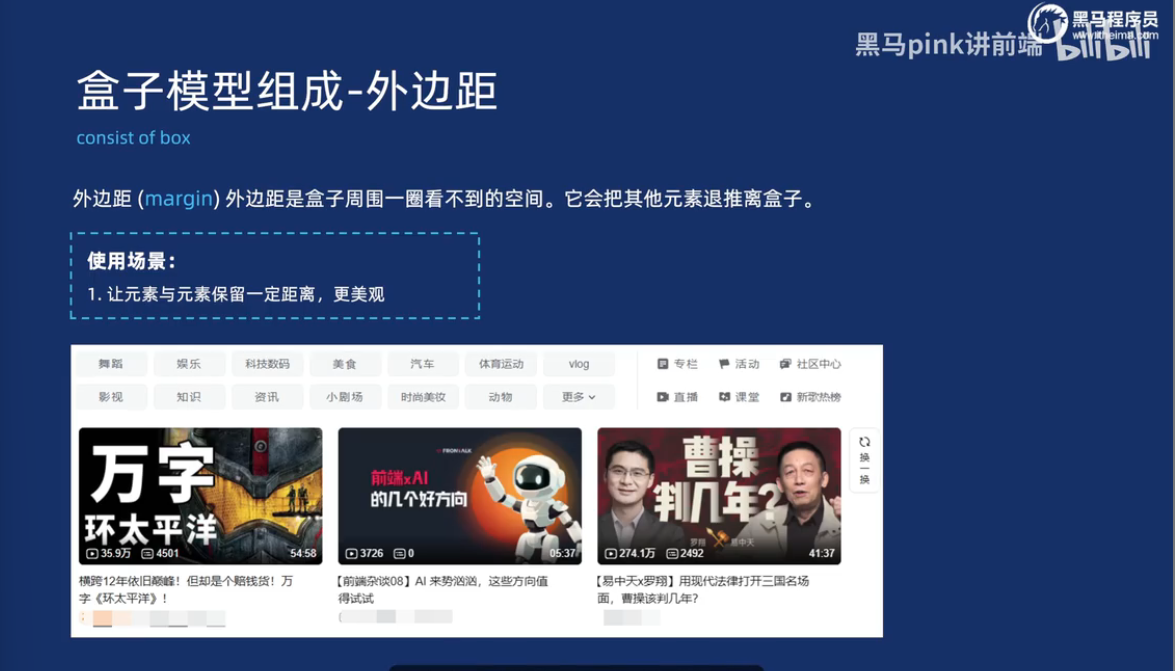 黑马程序员
www.itheima.com
黑马pink讲前端
bilibili
盒子模型组成-外边距
consist of box
外边距 (margin) 外边距是盒子周围一圈看不到的空间。它会把其他元素退推离盒子。
使用场景：
1. 让元素与元素保留一定距离，更美观
舞蹈 娱乐 科技数码 美食 汽车 体育运动 vlog 专栏 活动 社区中心
影视 知识 资讯 小剧场 时尚美妆 动物 更多 直播 课堂 新歌热榜
万字
环太平洋
35.9万 4501 54:58
FRONTALK
前端xAI
的几个好方向
3726 0 05:37
曹操
判几年?
罗翔 易中天
274.1万 2492 41:37
换一换
横跨12年依旧巅峰！但却是个赔钱货！万
字《环太平洋》！
【前端杂谈08】AI 来势汹汹，这些方向值
得试试
【易中天x罗翔】用现代法律打开三国名场
面，曹操该判几年?